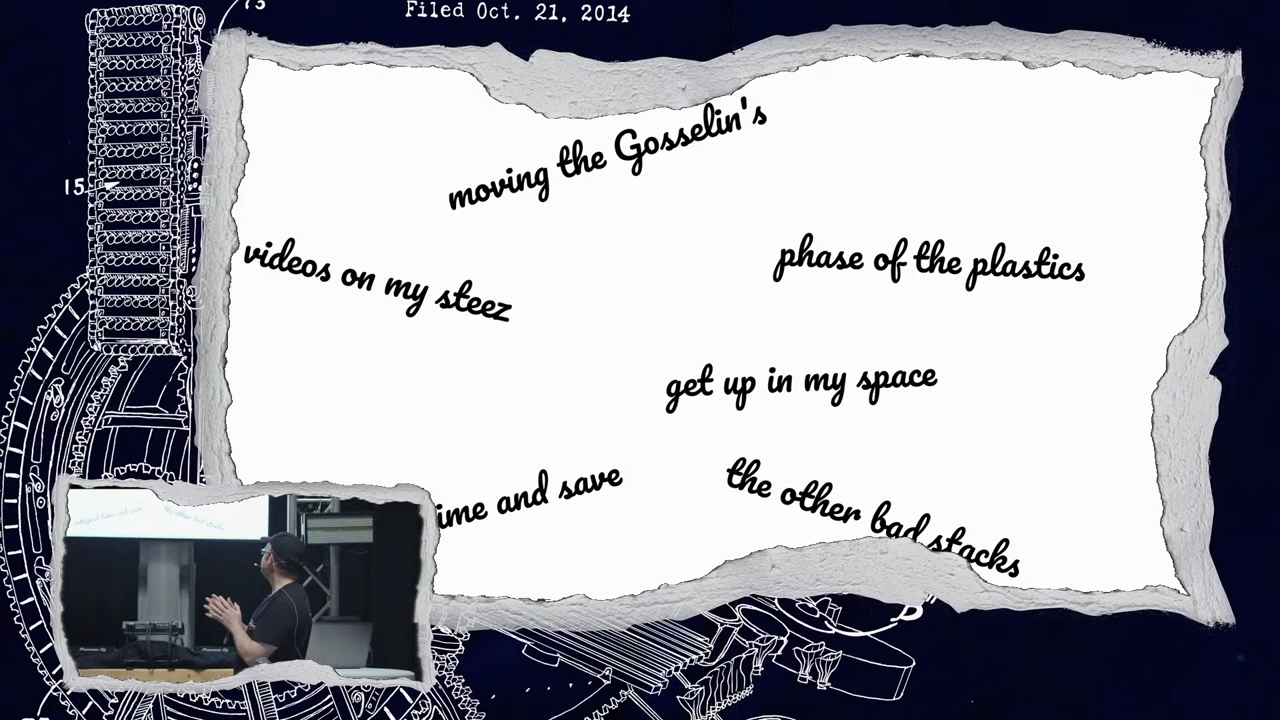 Filed Oct. 21, 2014
73
15
moving the Gosselin's
videos on my steez
phase of the plastics
get up in my space
ime and save
the other bad stacks